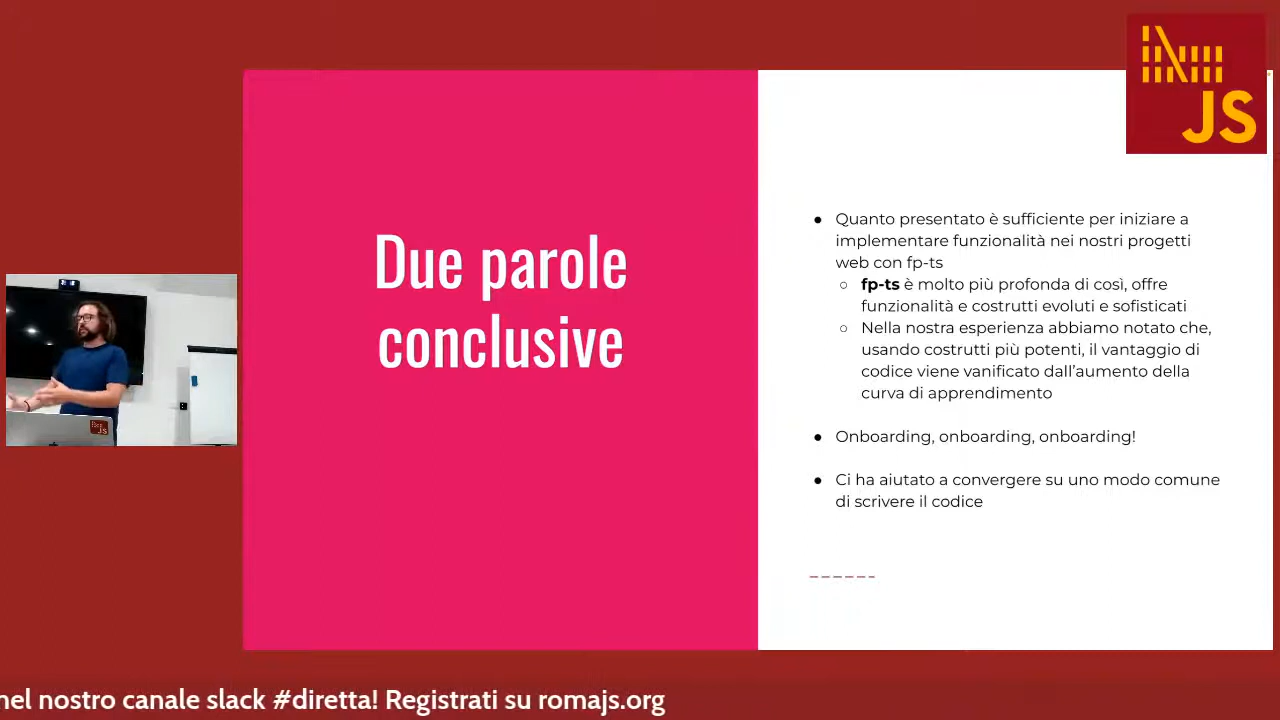 JS
Due parole
conclusive
● Quanto presentato è sufficiente per iniziare a
implementare funzionalità nei nostri progetti
web con fp-ts
○ fp-ts è molto più profonda di così, offre
funzionalità e costrutti evoluti e sofisticati
○ Nella nostra esperienza abbiamo notato che,
usando costrutti più potenti, il vantaggio di
codice viene vanificato dall’aumento della
curva di apprendimento
● Onboarding, onboarding, onboarding!
● Ci ha aiutato a convergere su uno modo comune
di scrivere il codice
JS
nel nostro canale slack #diretta! Registrati su romajs.org